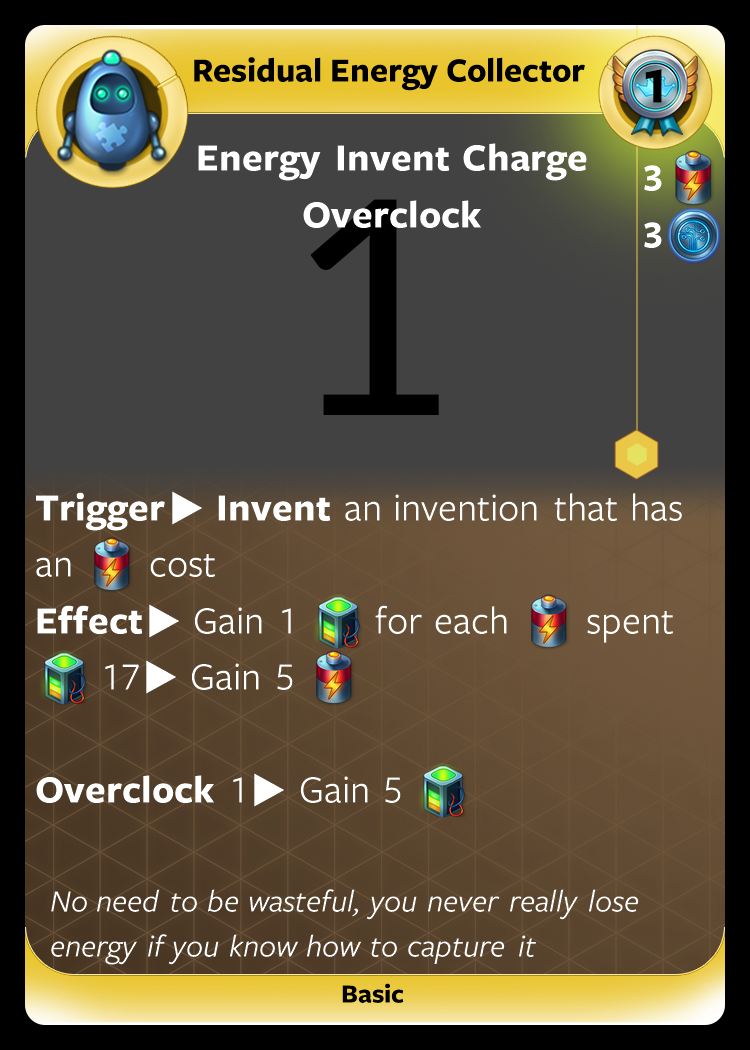 Residual Energy Collector
1
Energy Invent Charge
Overclock
3
3
1
Trigger▶ Invent an invention that has
an cost
Effect▶ Gain 1 for each spent
17▶ Gain 5
Overclock 1▶ Gain 5
No need to be wasteful, you never really lose
energy if you know how to capture it
Basic